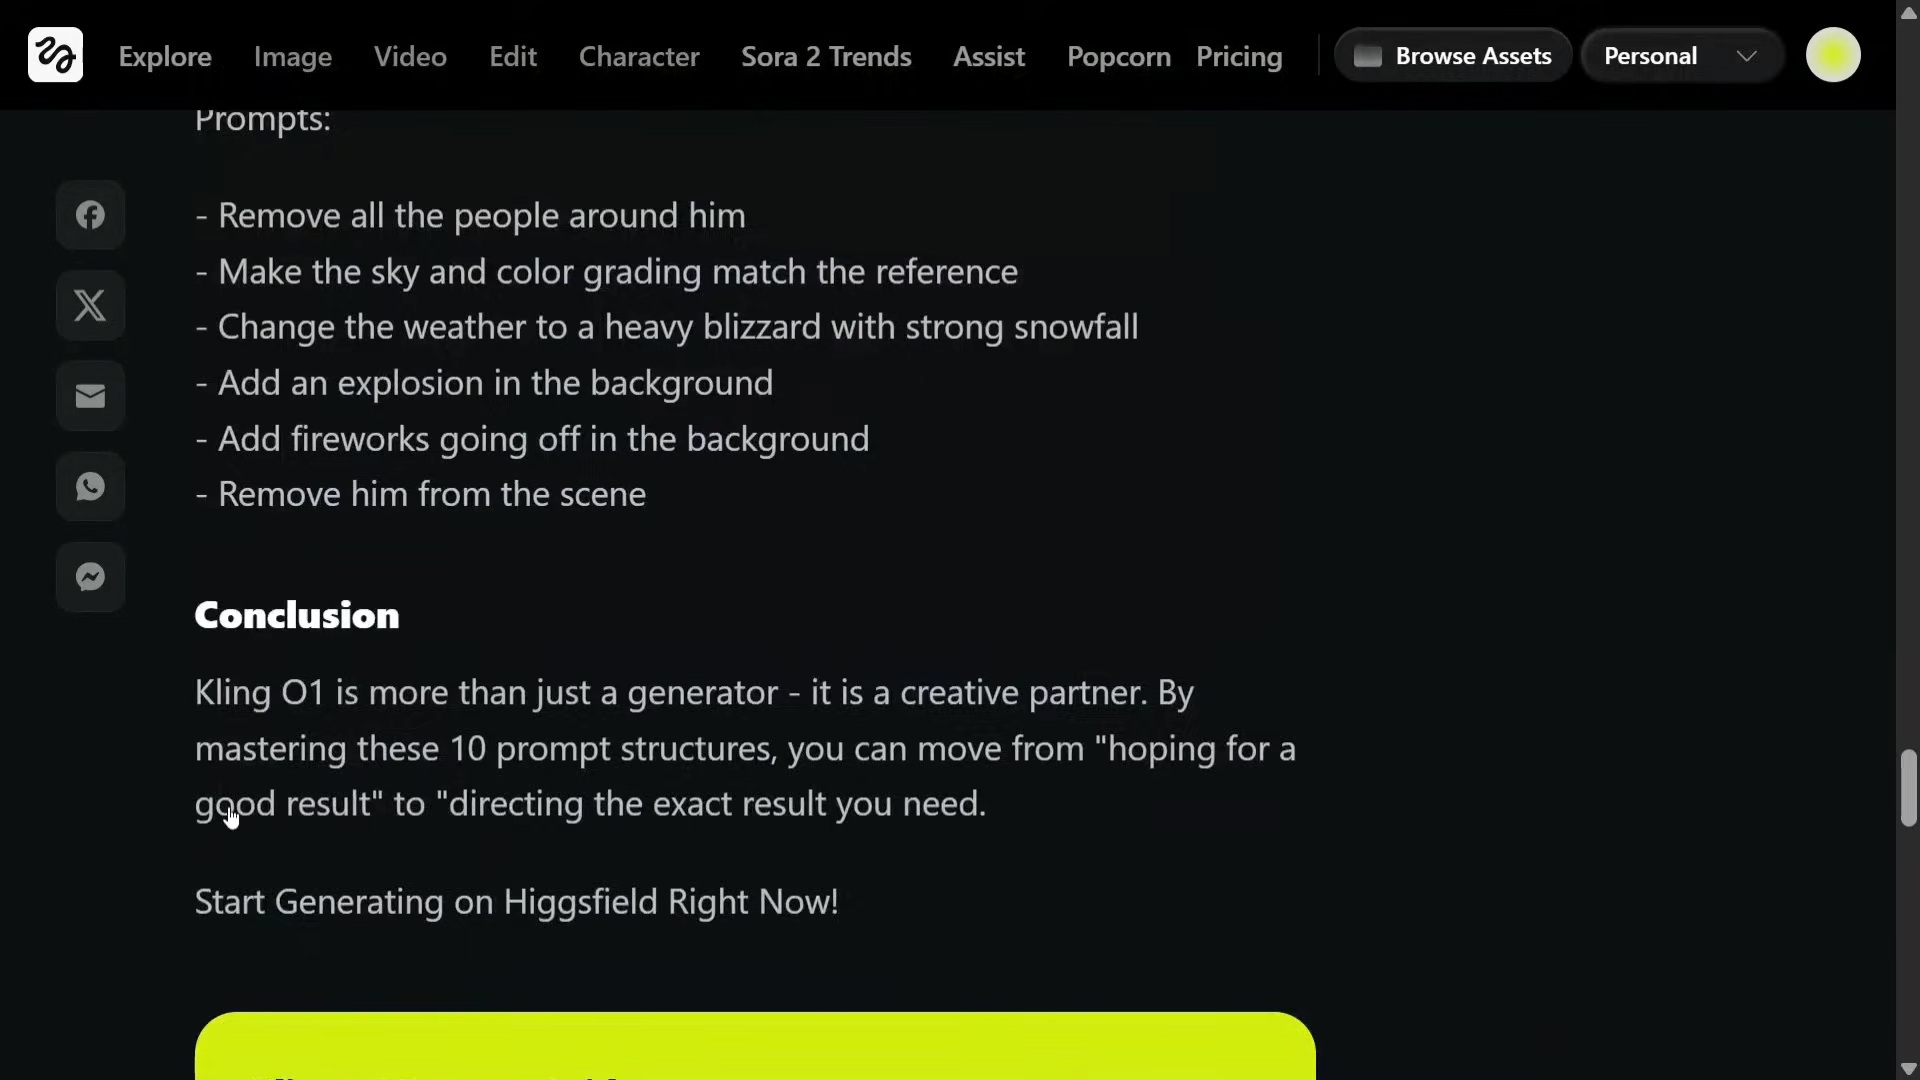 Explore Image Video Edit Character Sora 2 Trends Assist Popcorn Pricing Browse Assets Personal
Prompts:
- Remove all the people around him
- Make the sky and color grading match the reference
- Change the weather to a heavy blizzard with strong snowfall
- Add an explosion in the background
- Add fireworks going off in the background
- Remove him from the scene
Conclusion
Kling O1 is more than just a generator - it is a creative partner. By
mastering these 10 prompt structures, you can move from "hoping for a
good result" to "directing the exact result you need.
Start Generating on Higgsfield Right Now!